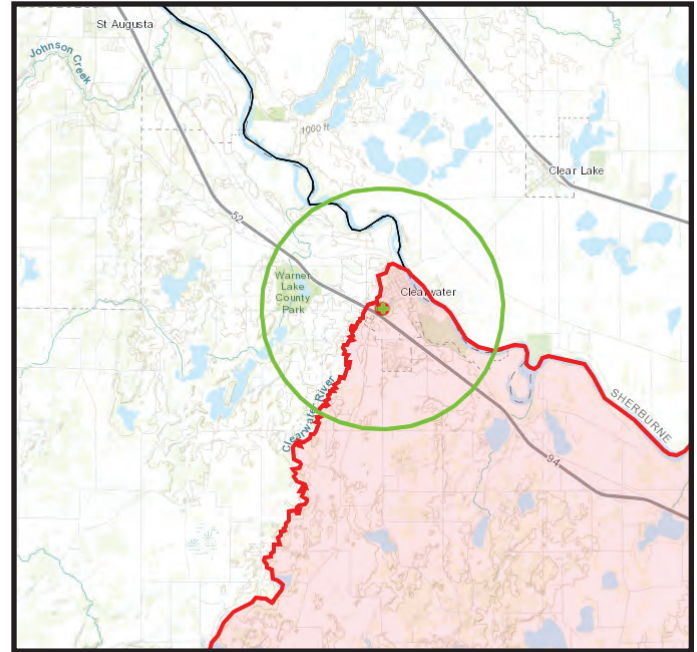 St Augusta
Johnson Creek
1000 ft
Clear Lake
52
Warner
Lake
County
Park
Clearwater
Clearwater River
SHERBURNE
94